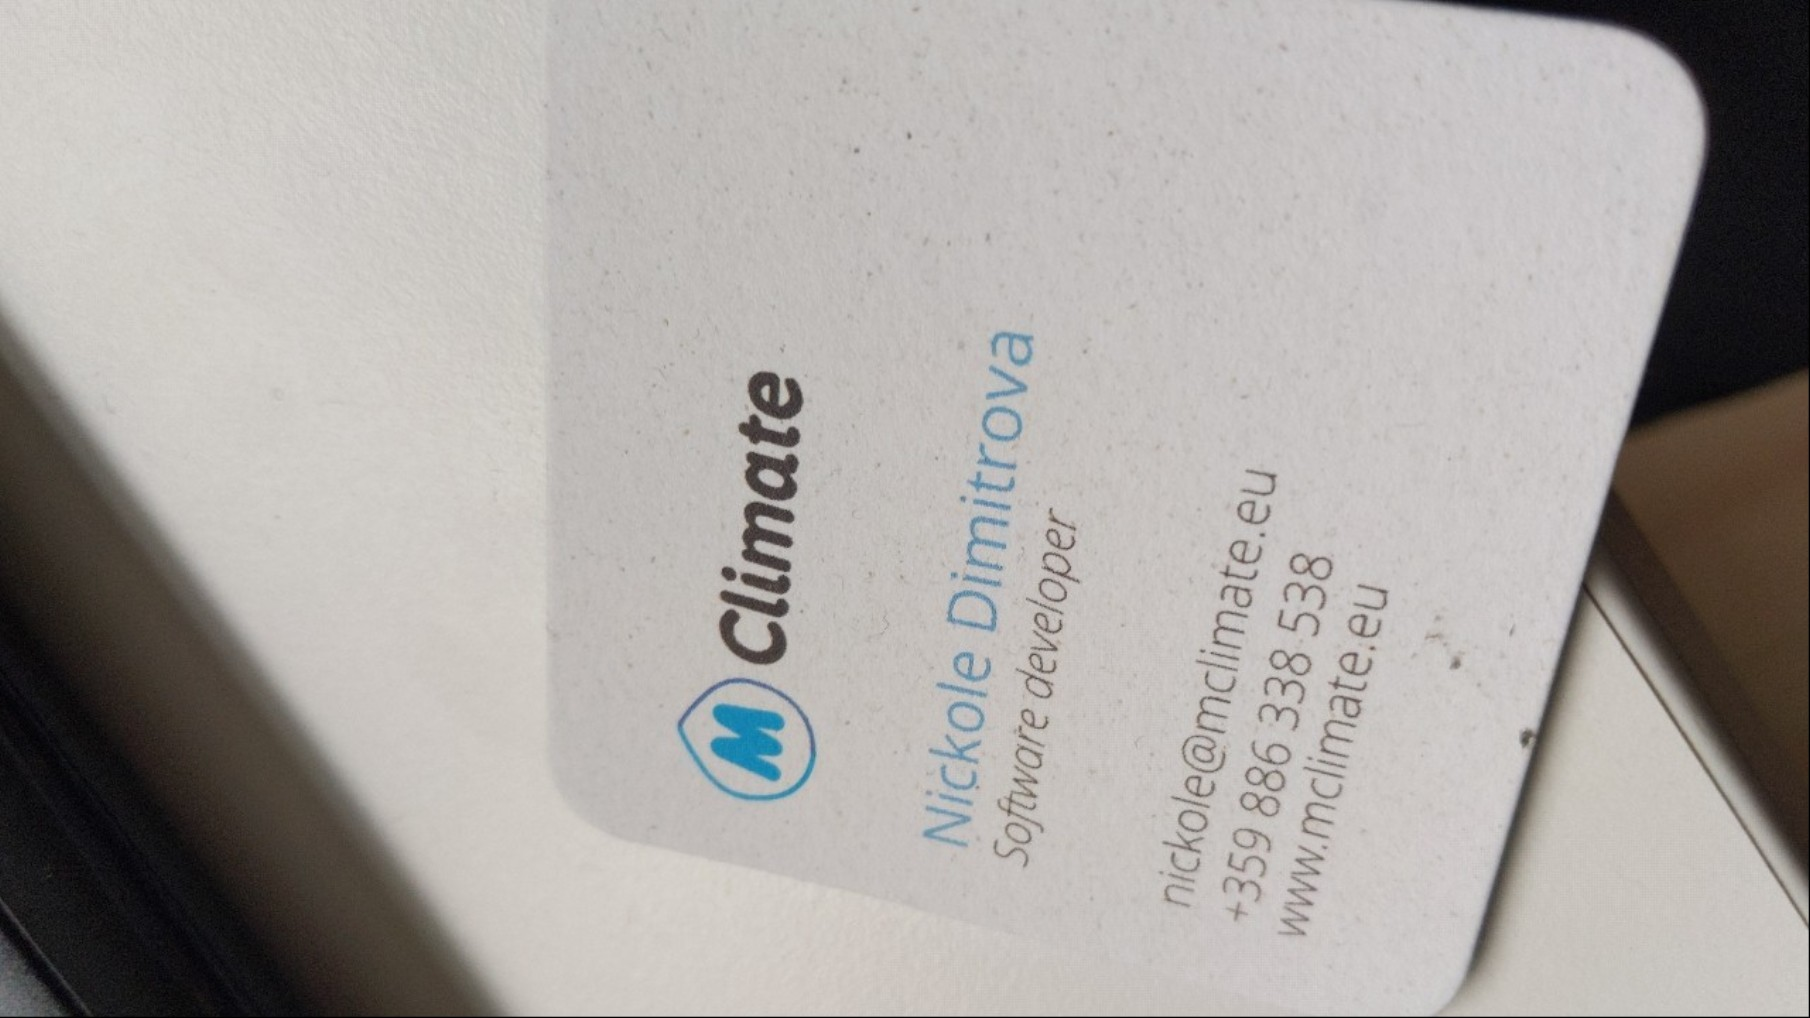 M Climate
Nickole Dimitrova
Software developer
nickole@mclimate.eu
+359 886 338 538
www.mclimate.eu